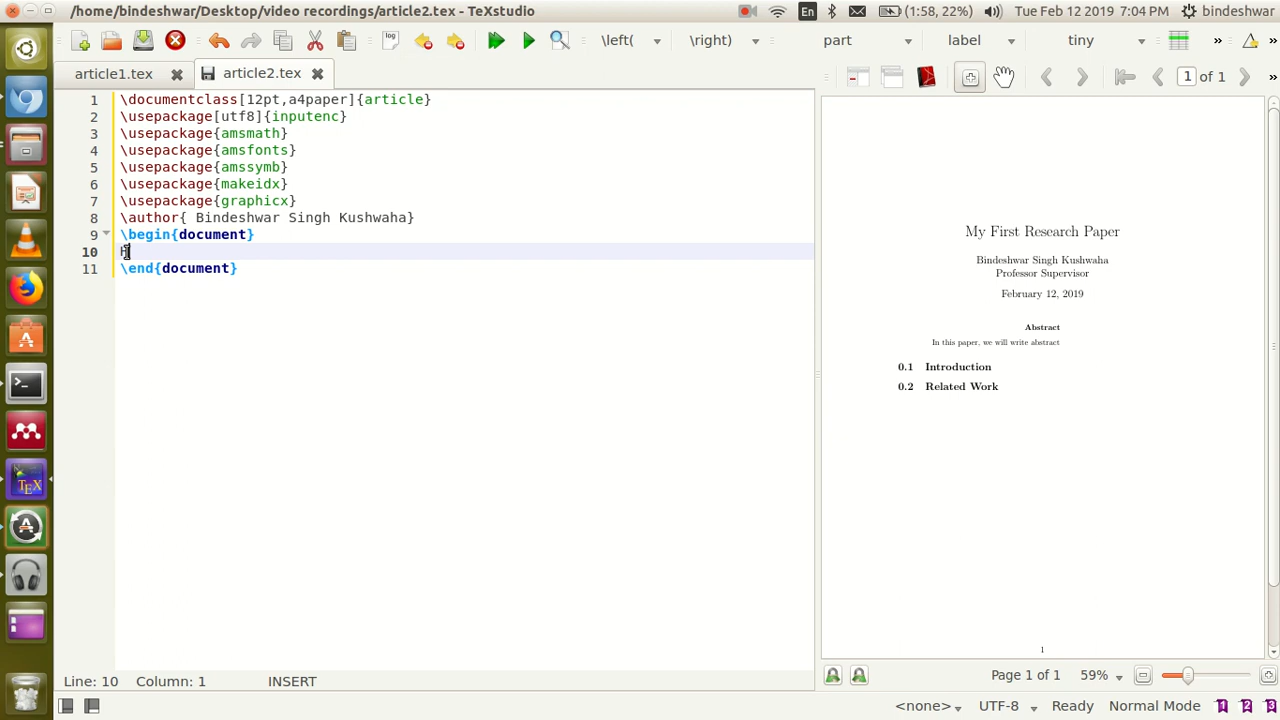 /home/bindeshwar/Desktop/video recordings/article2.tex - TeXstudio
En
(1:58, 22%)
Tue Feb 12 2019 7:04 PM
bindeshwar
log
\left(
\right)
part
label
tiny
»
»
article1.tex
article2.tex
1 of 1
»
1 \documentclass[12pt,a4paper]{article}
2 \usepackage[utf8]{inputenc}
3 \usepackage{amsmath}
4 \usepackage{amsfonts}
5 \usepackage{amssymb}
6 \usepackage{makeidx}
7 \usepackage{graphicx}
8 \author{ Bindeshwar Singh Kushwaha}
9 \begin{document}
10
11 \end{document}
My First Research Paper
Bindeshwar Singh Kushwaha
Professor Supervisor
February 12, 2019
Abstract
In this paper, we will write abstract
0.1 Introduction
0.2 Related Work
1
Line: 10 Column: 1 INSERT
Page 1 of 1 59%
<none> UTF-8 Ready Normal Mode 1 2 3